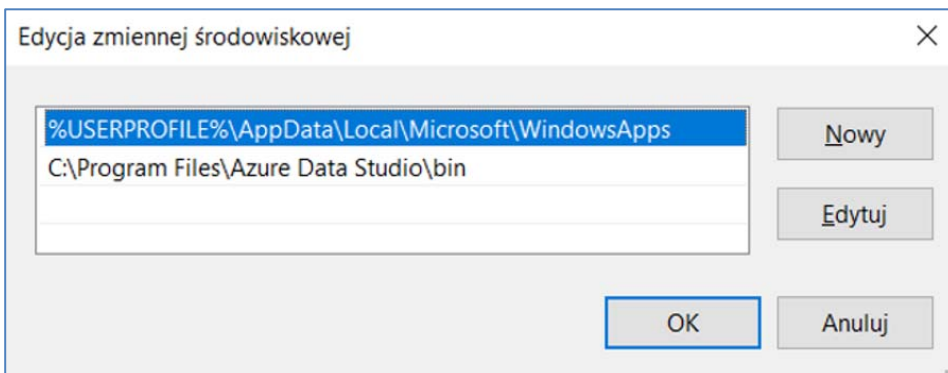 Edycja zmiennej środowiskowej
%USERPROFILE%\AppData\Local\Microsoft\WindowsApps
C:\Program Files\Azure Data Studio\bin
Nowy
Edytuj
OK
Anuluj